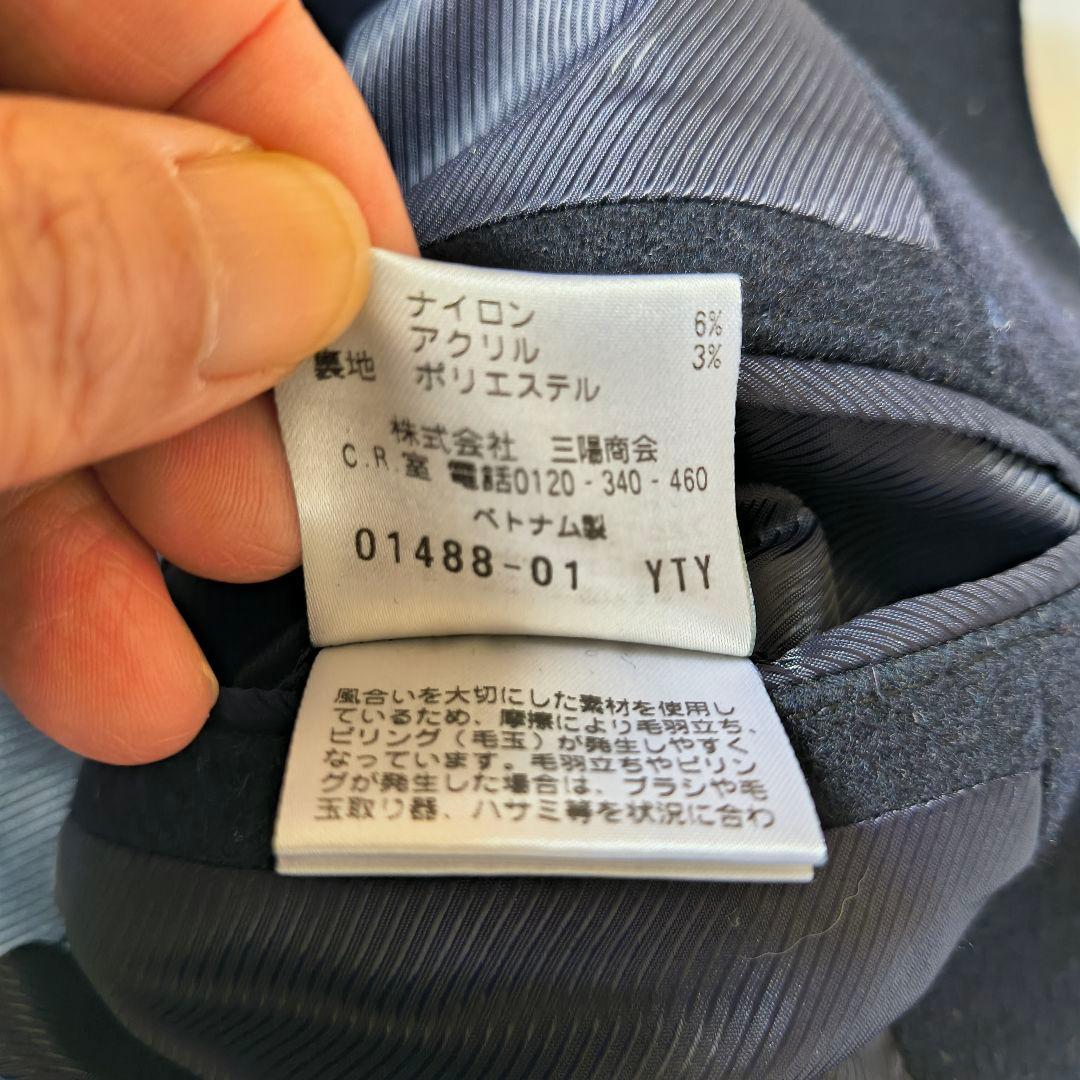 ナイロン 6%
アクリル 3%
裏地 ポリエステル
株式会社 三陽商会
C.R.室 電話0120-340-460
ベトナム製
01488-01 YTY
風合いを大切にした素材を使用し
ているため、摩擦により毛羽立ち、
ピリング(毛玉)が発生しやすく
なっています。毛羽立ちやピリン
グが発生した場合は、ブラシや毛
玉取り器、ハサミ等を状況に合わ